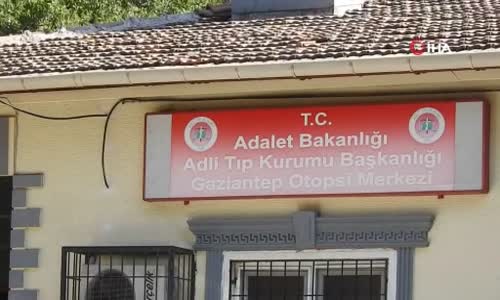 İHA
T.C.
Adalet Bakanlığı
Adli Tıp Kurumu Başkanlığı
Gaziantep Otopsi Merkezi